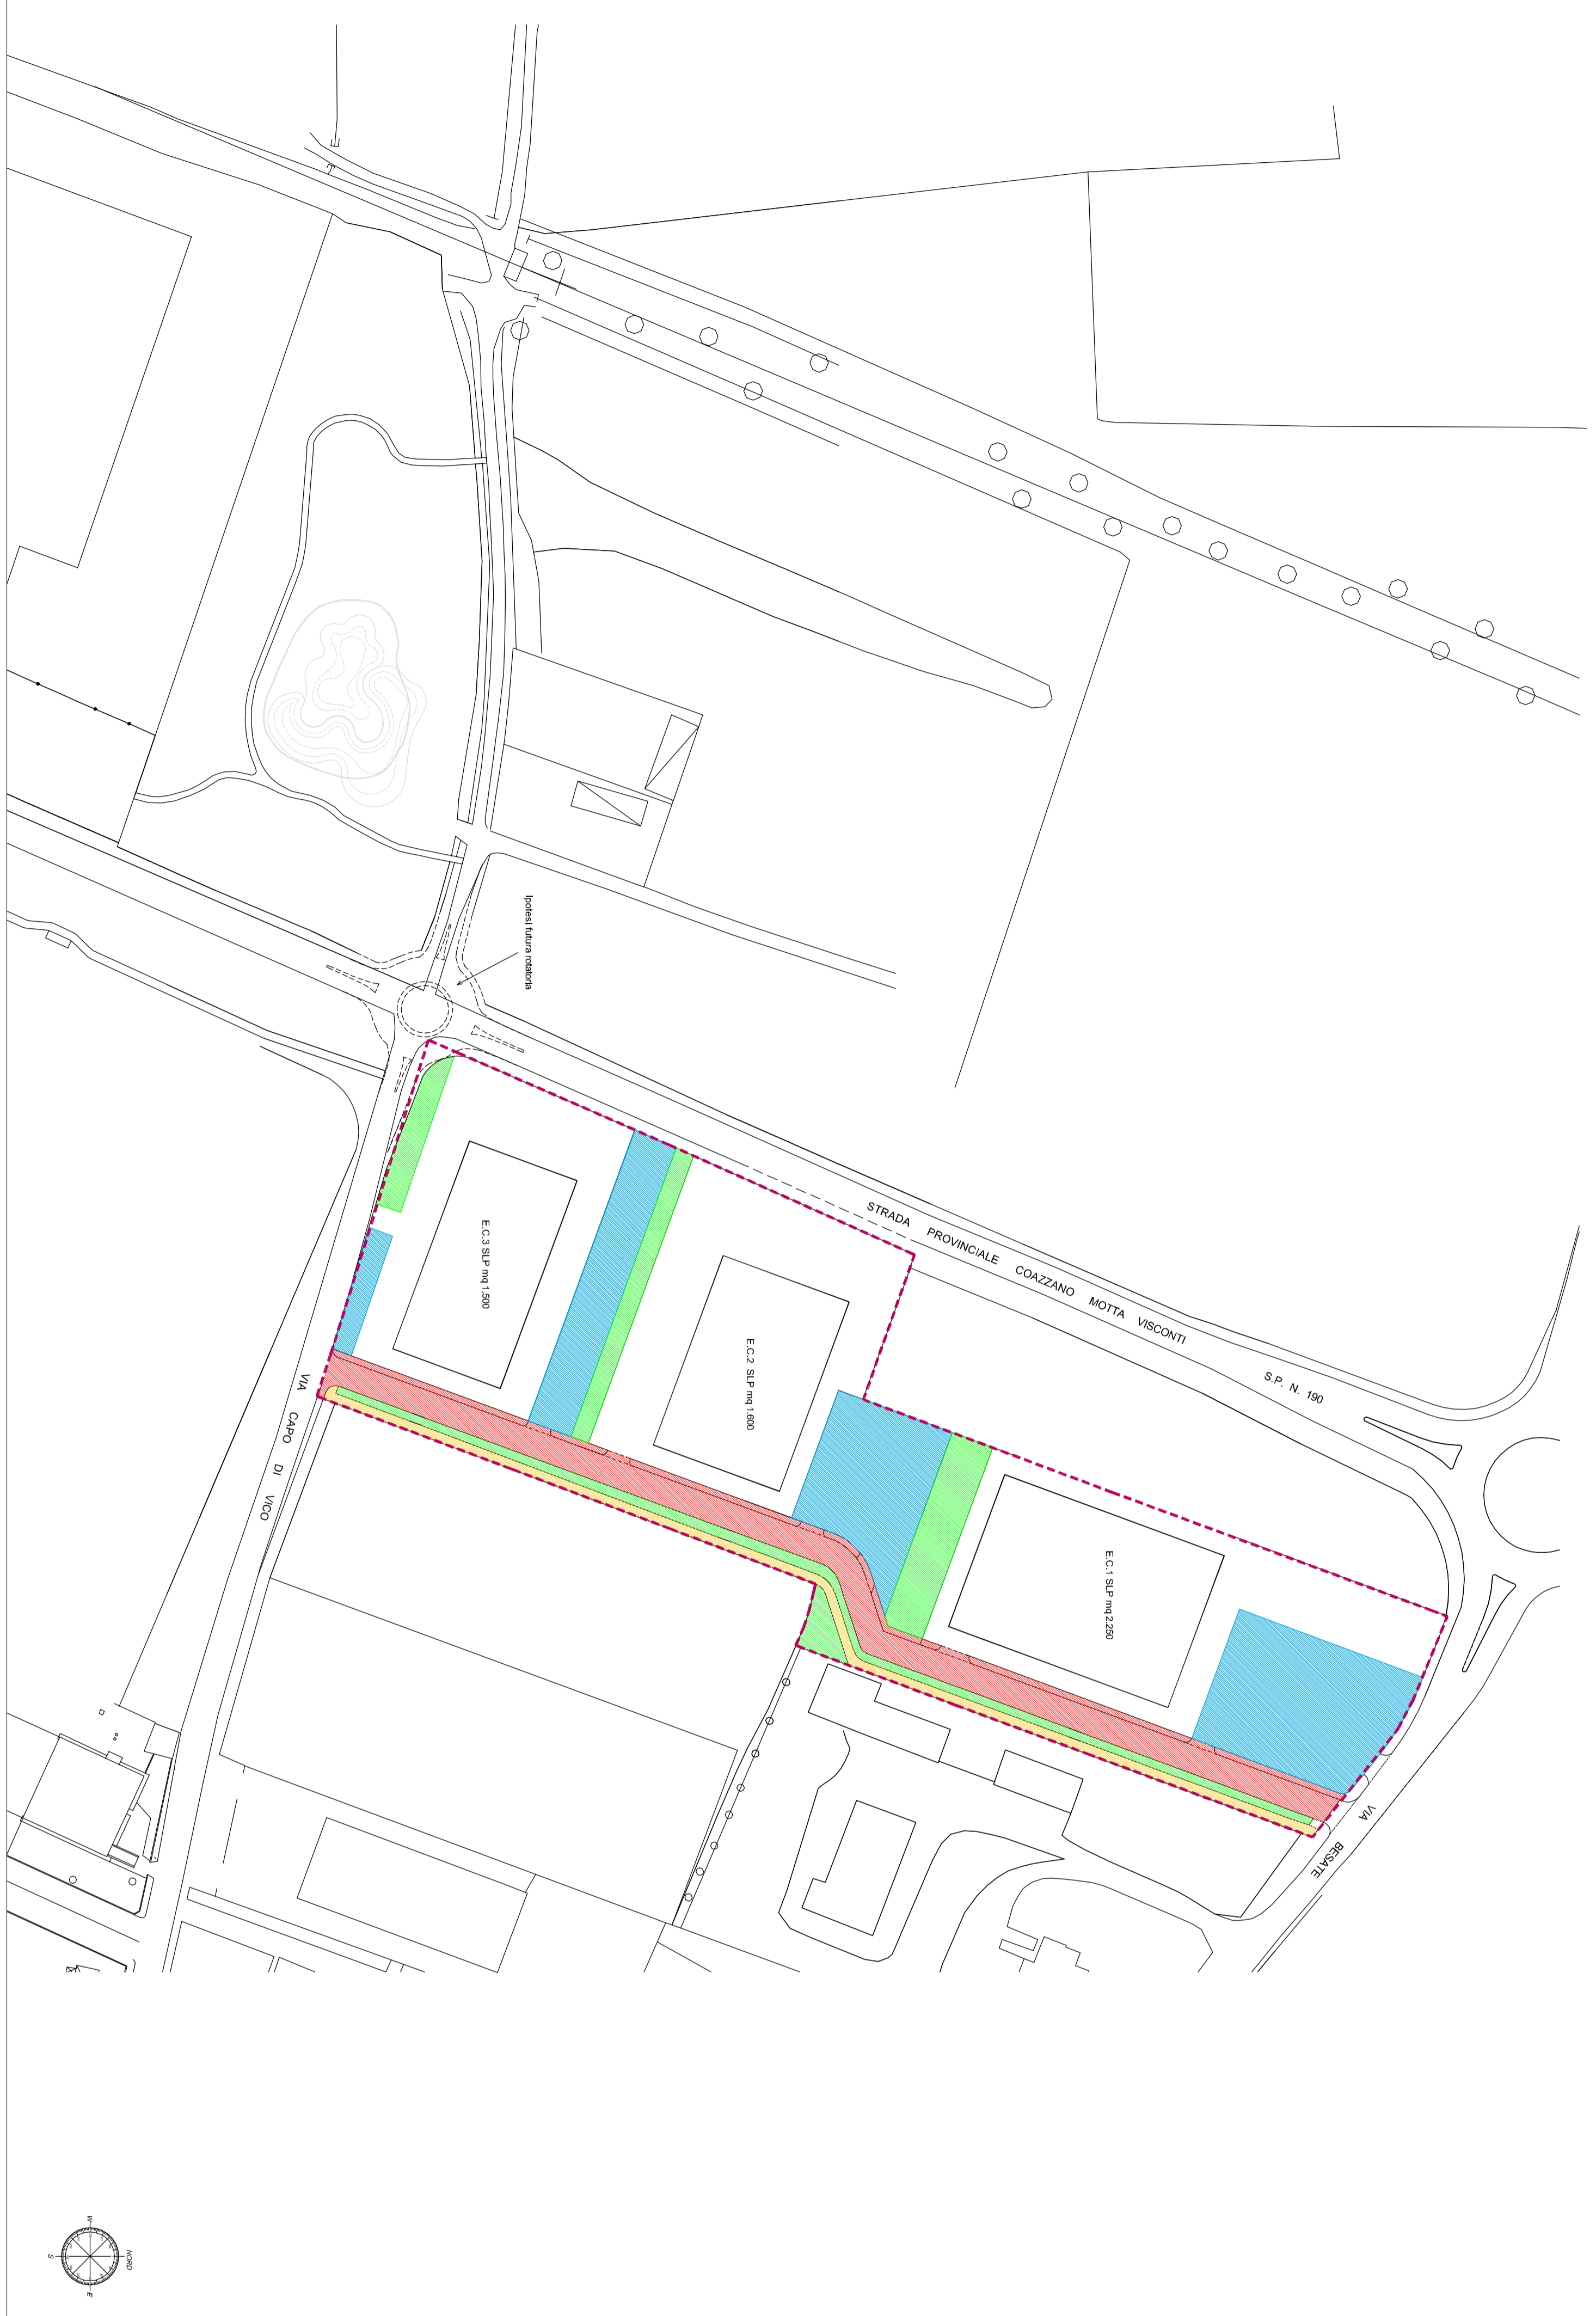 Ipotesi futura rotatoria
STRADA PROVINCIALE COAZZANO MOTTA VISCONTI S.P. N. 190
E.C.3 SLP mq 1.500
E.C.2 SLP mq 1.600
E.C.1 SLP mq 2.250
VIA CAPO DI VICO
VIA BESATE
NORD
W
E
S